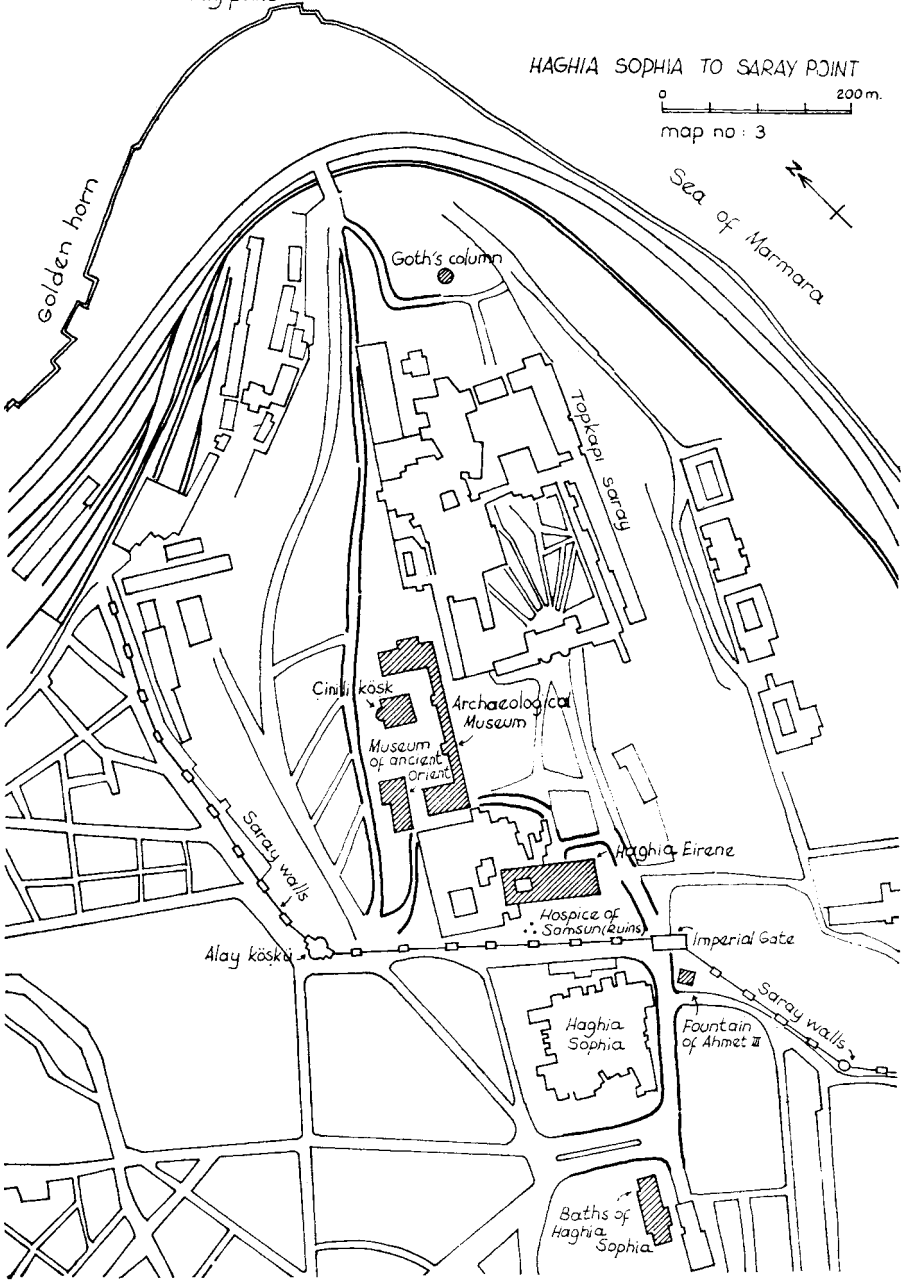 HAGHIA SOPHIA TO SARAY POINT
0 200 m.
map no : 3
N
Sea of Marmara
Golden horn
Goth's column
Topkapi saray
Cinili kösk
Archaeological
Museum
Museum
of ancient
Orient
Saray walls
Haghia Eirene
Hospice of
Samsun (Ruins)
Alay köskü
Imperial Gate
Haghia
Sophia
Fountain
of Ahmet III
Saray walls
Baths of
Haghia
Sophia